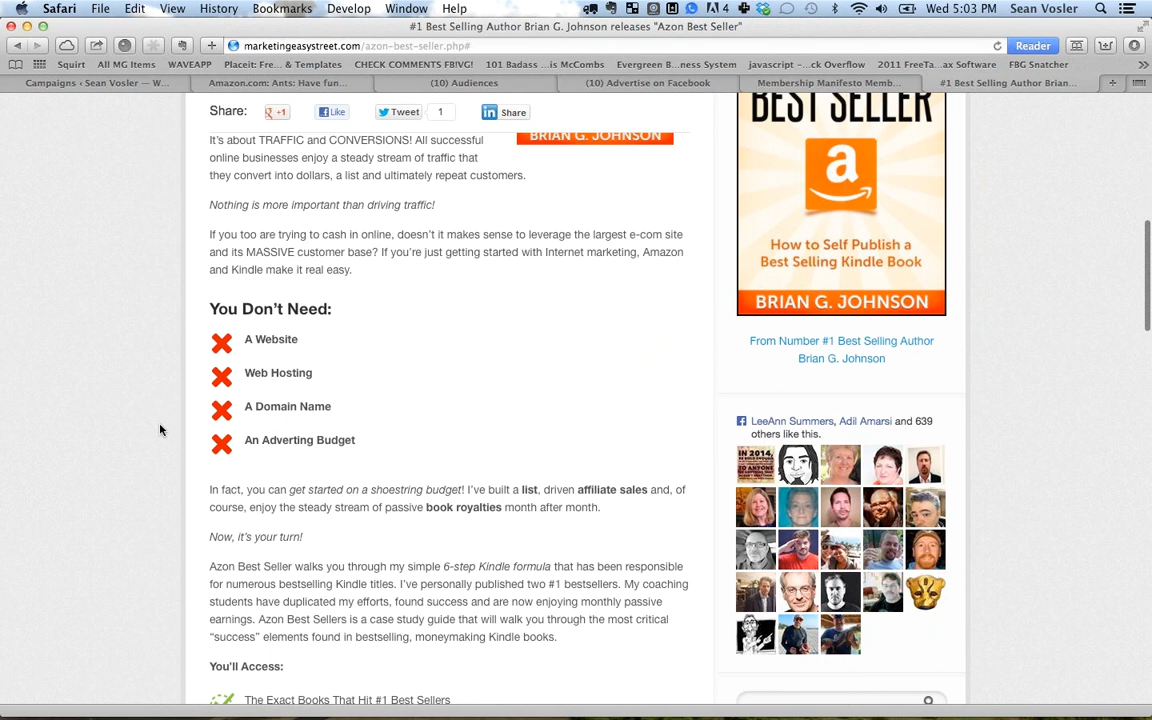 Safari File Edit View History Bookmarks Develop Window Help 4 Wed 5:03 PM Sean Vosler
#1 Best Selling Author Brian G. Johnson releases "Azon Best Seller"
marketingeasystreet.com/azon-best-seller.php# Reader
Squirt All MG Items WAVEAPP Placeit: Fre...& Templates CHECK COMMENTS FBIVG! 101 Badass ...is McCombs Evergreen B...ness System javascript -...ck Overflow 2011 FreeTa...ax Software FBG Snatcher
Campaigns ‹ Sean Vosler — W... Amazon.com: Ants: Have fun... (10) Audiences (10) Advertise on Facebook Membership Manifesto Memb... #1 Best Selling Author Brian...
Share: +1 Like Tweet 1 in Share
BRIAN G. JOHNSON
It's about TRAFFIC and CONVERSIONS! All successful
online businesses enjoy a steady stream of traffic that
they convert into dollars, a list and ultimately repeat customers.
Nothing is more important than driving traffic!
If you too are trying to cash in online, doesn't it makes sense to leverage the largest e-com site
and its MASSIVE customer base? If you're just getting started with Internet marketing, Amazon
and Kindle make it real easy.
You Don't Need:
A Website
Web Hosting
A Domain Name
An Adverting Budget
In fact, you can get started on a shoestring budget! I've built a list, driven affiliate sales and, of
course, enjoy the steady stream of passive book royalties month after month.
Now, it's your turn!
Azon Best Seller walks you through my simple 6-step Kindle formula that has been responsible
for numerous bestselling Kindle titles. I've personally published two #1 bestsellers. My coaching
students have duplicated my efforts, found success and are now enjoying monthly passive
earnings. Azon Best Sellers is a case study guide that will walk you through the most critical
"success" elements found in bestselling, moneymaking Kindle books.
You'll Access:
The Exact Books That Hit #1 Best Sellers
BEST SELLER
a
How to Self Publish a
Best Selling Kindle Book
BRIAN G. JOHNSON
From Number #1 Best Selling Author
Brian G. Johnson
LeeAnn Summers, Adil Amarsi and 639
others like this.
IN 2014,
TO ANYONE